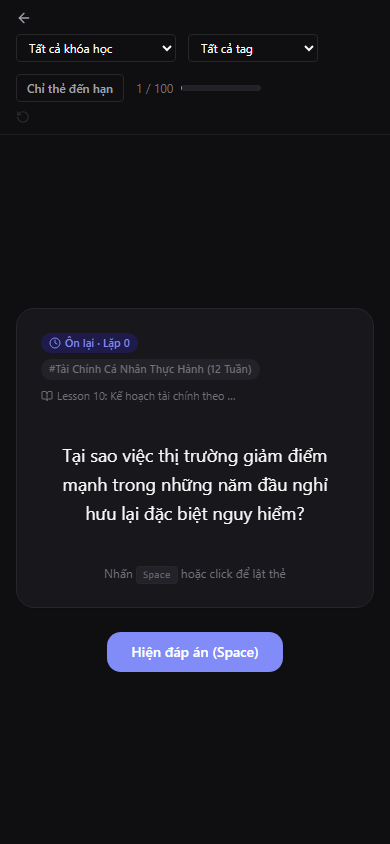 Tất cả khóa học
Tất cả tag
Chỉ thẻ đến hạn
1 / 100
Ôn lại · Lặp 0
#Tài Chính Cá Nhân Thực Hành (12 Tuần)
Lesson 10: Kế hoạch tài chính theo ...
Tại sao việc thị trường giảm điểm
mạnh trong những năm đầu nghỉ
hưu lại đặc biệt nguy hiểm?
Nhấn Space hoặc click để lật thẻ
Hiện đáp án (Space)